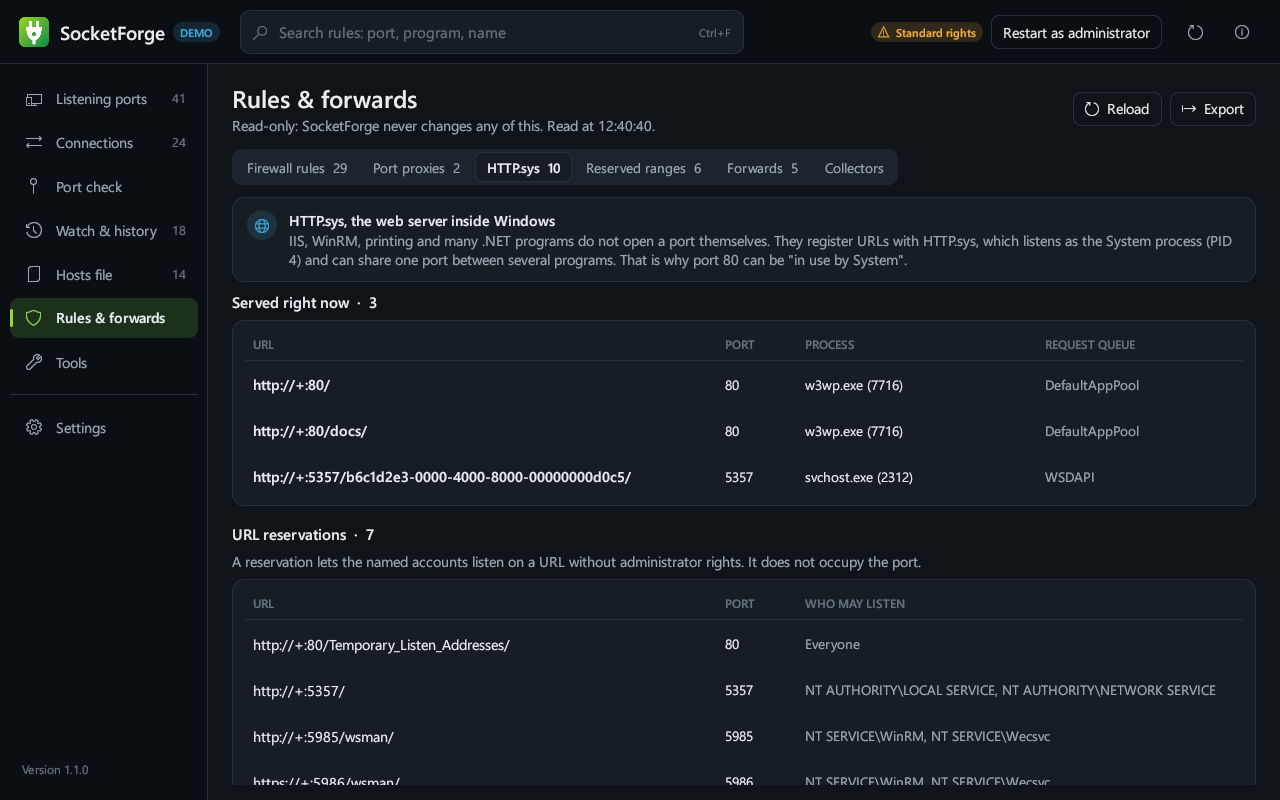 SocketForge DEMO
Search rules: port, program, name Ctrl+F
Standard rights
Restart as administrator
Listening ports 41
Connections 24
Port check
Watch & history 18
Hosts file 14
Rules & forwards
Tools
Settings
Version 1.1.0
Rules & forwards
Read-only: SocketForge never changes any of this. Read at 12:40:40.
Reload
Export
Firewall rules 29 Port proxies 2 HTTP.sys 10 Reserved ranges 6 Forwards 5 Collectors
HTTP.sys, the web server inside Windows
IIS, WinRM, printing and many .NET programs do not open a port themselves. They register URLs with HTTP.sys, which listens as the System process (PID
4) and can share one port between several programs. That is why port 80 can be "in use by System".
Served right now · 3
URL PORT PROCESS REQUEST QUEUE
http://+:80/ 80 w3wp.exe (7716) DefaultAppPool
http://+:80/docs/ 80 w3wp.exe (7716) DefaultAppPool
http://+:5357/b6c1d2e3-0000-4000-8000-00000000d0c5/ 5357 svchost.exe (2312) WSDAPI
URL reservations · 7
A reservation lets the named accounts listen on a URL without administrator rights. It does not occupy the port.
URL PORT WHO MAY LISTEN
http://+:80/Temporary_Listen_Addresses/ 80 Everyone
http://+:5357/ 5357 NT AUTHORITY\LOCAL SERVICE, NT AUTHORITY\NETWORK SERVICE
http://+:5985/wsman/ 5985 NT SERVICE\WinRM, NT SERVICE\Wecsvc
https://+:5986/wsman/ 5986 NT SERVICE\WinRM, NT SERVICE\Wecsvc